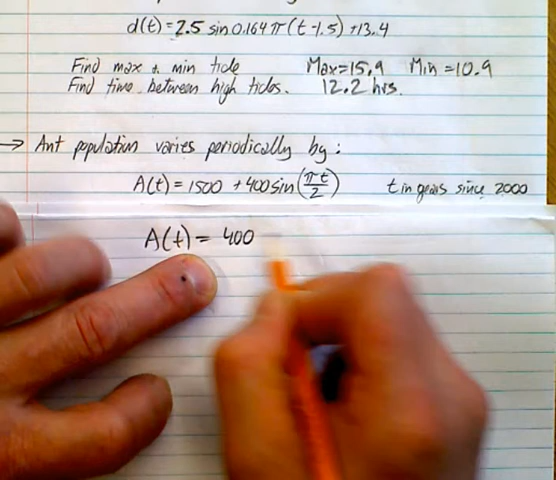 d(t)=2.5 sin 0.164π(t-1.5)+13.4
Find max & min tide Max=15.9 Min=10.9
Find time between high tides. 12.2 hrs.
→ Ant population varies periodically by:
A(t)=1500+400sin(πt/2) t in years since 2000
A(t)=400